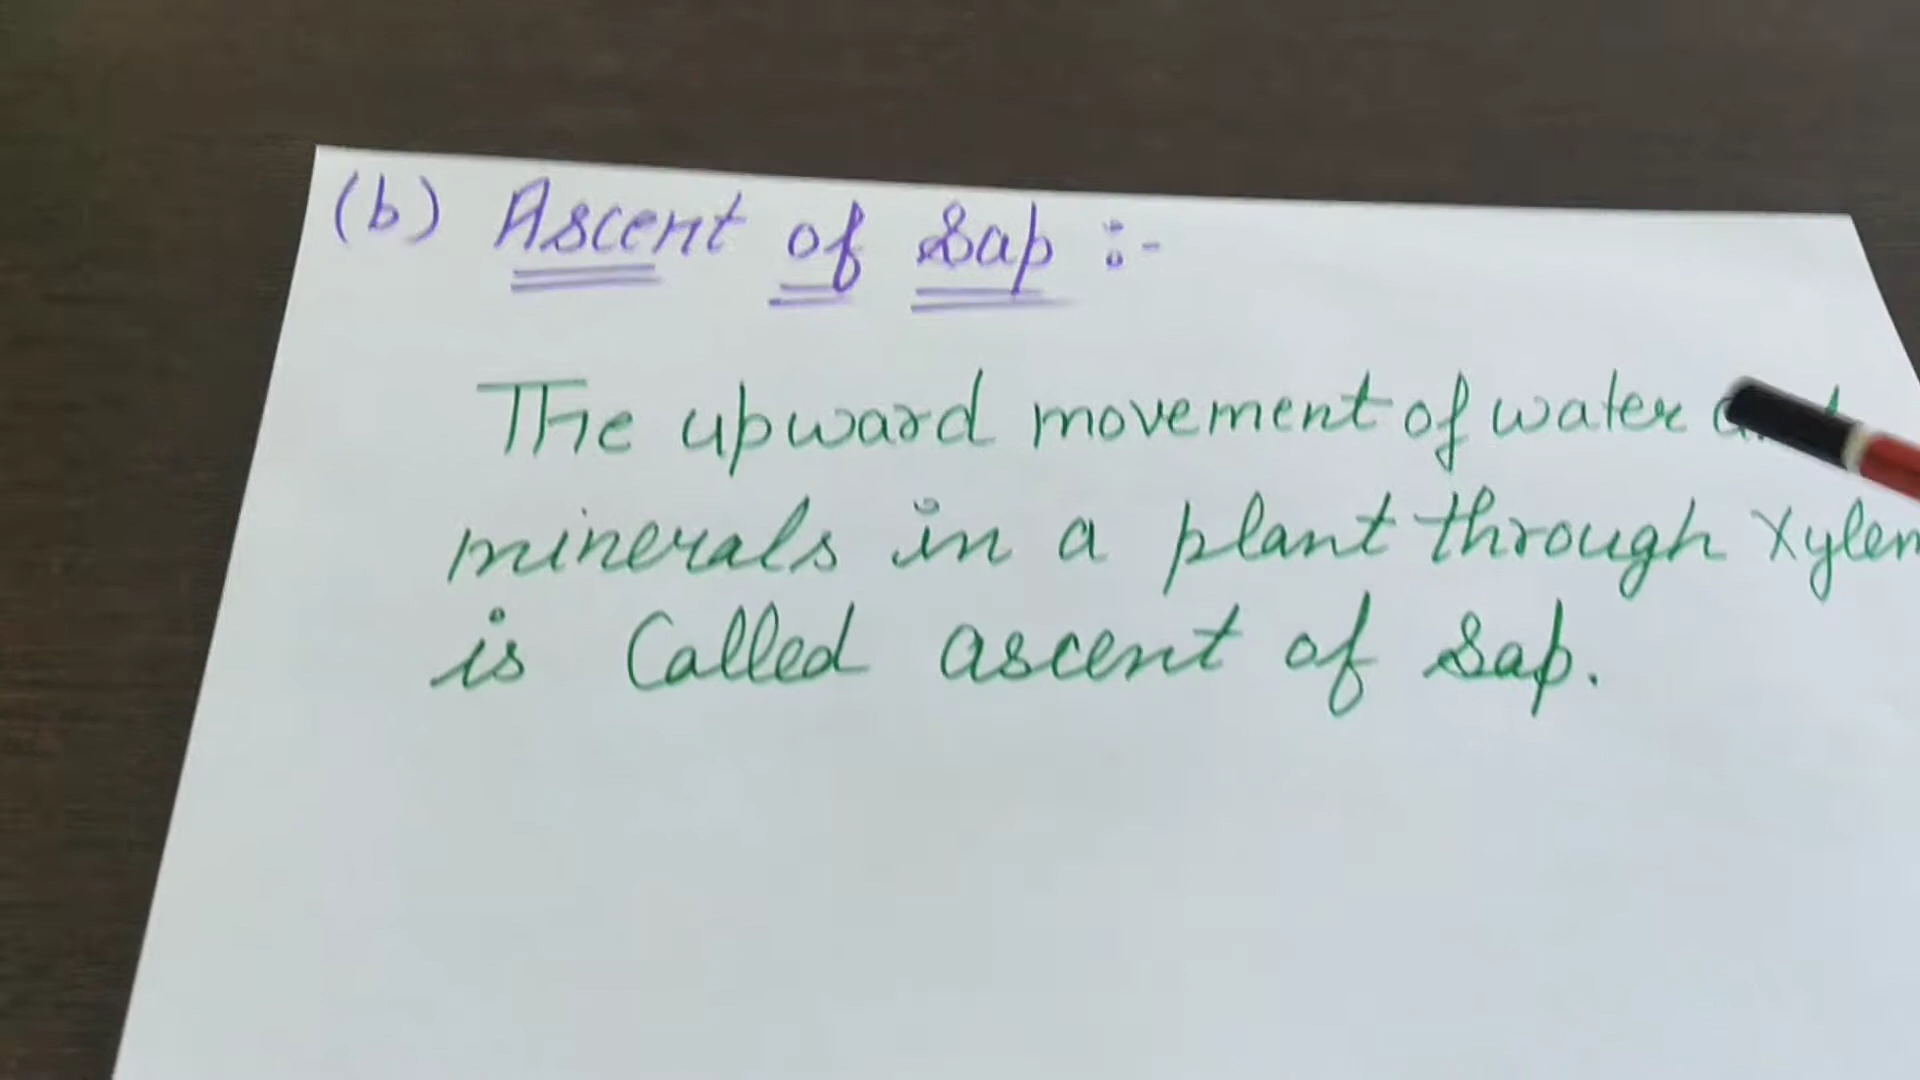 (b) Ascent of Sap :-
The upward movement of water
minerals in a plant through Xylem
is Called ascent of Sap.